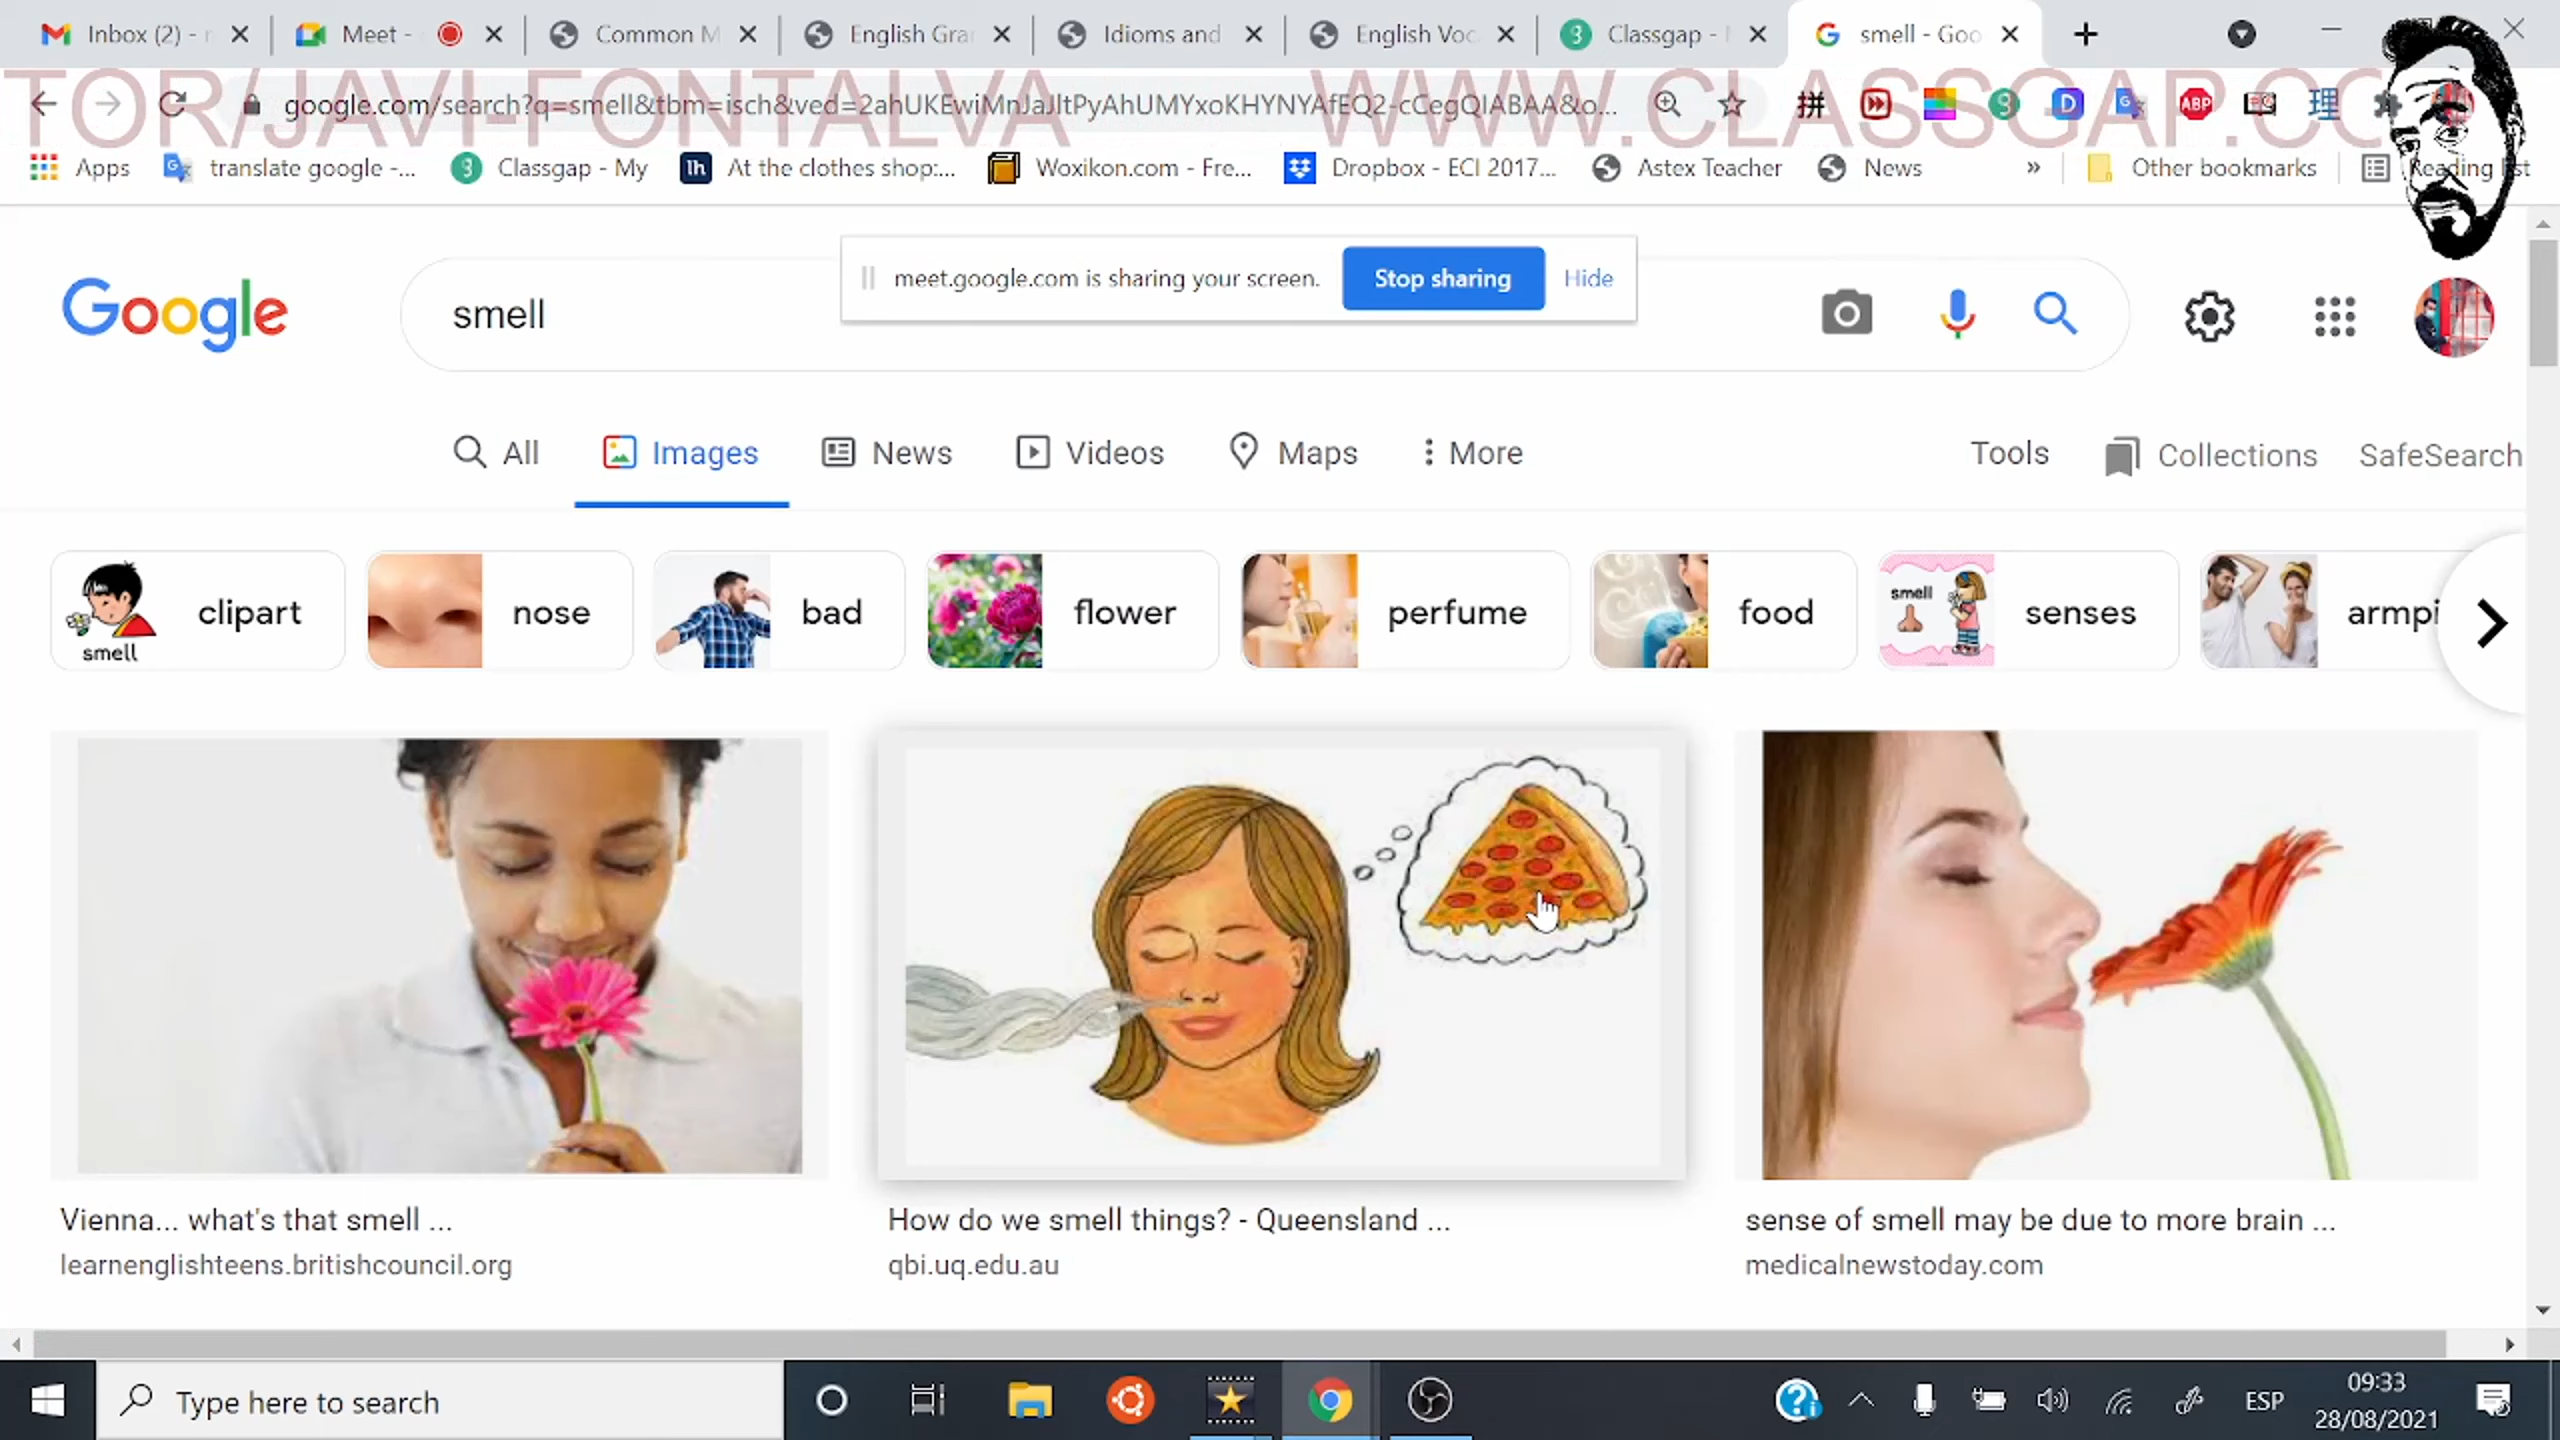 Inbox (2) -
Meet -
Common M
English Gra
Idioms and
English Voc
Classgap -
smell - Goo
TOR/JAVI-FONTALVA WWW.CLASSGAP.CO
google.com/search?q=smell&tbm=isch&ved=2ahUKEwiMnJaJltPyAhUMYxoKHYNYAfEQ2-cCegQIABAA&o...
ABP
Apps
translate google -...
Classgap - My
At the clothes shop:...
Woxikon.com - Fre...
Dropbox - ECI 2017...
Astex Teacher
News
»
Other bookmarks
Reading list
meet.google.com is sharing your screen.
Stop sharing
Hide
Google
smell
All
Images
News
Videos
Maps
More
Tools
Collections
SafeSearch
smell
clipart
nose
bad
flower
perfume
food
smell
senses
armpi
Vienna... what's that smell ...
learnenglishteens.britishcouncil.org
How do we smell things? - Queensland ...
qbi.uq.edu.au
sense of smell may be due to more brain ...
medicalnewstoday.com
Type here to search
ESP
09:33
28/08/2021